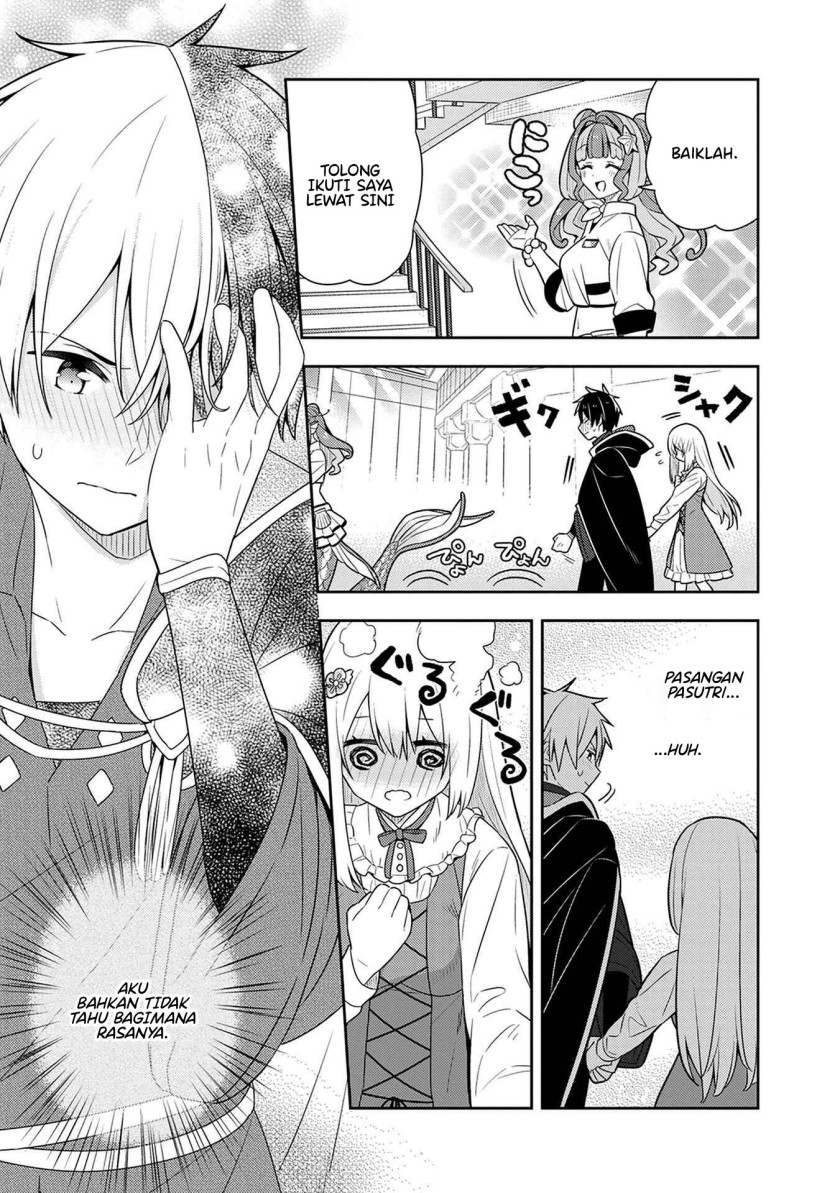 BAIKLAH.
にこっ
TOLONG
IKUTI SAYA
LEWAT SINI
シャク
ギク
ぴょん
ぴょん
PASANGAN
PASUTRI...
...HUH.
ぐるぐる
AKU
BAHKAN TIDAK
TAHU BAGIMANA
RASANYA.